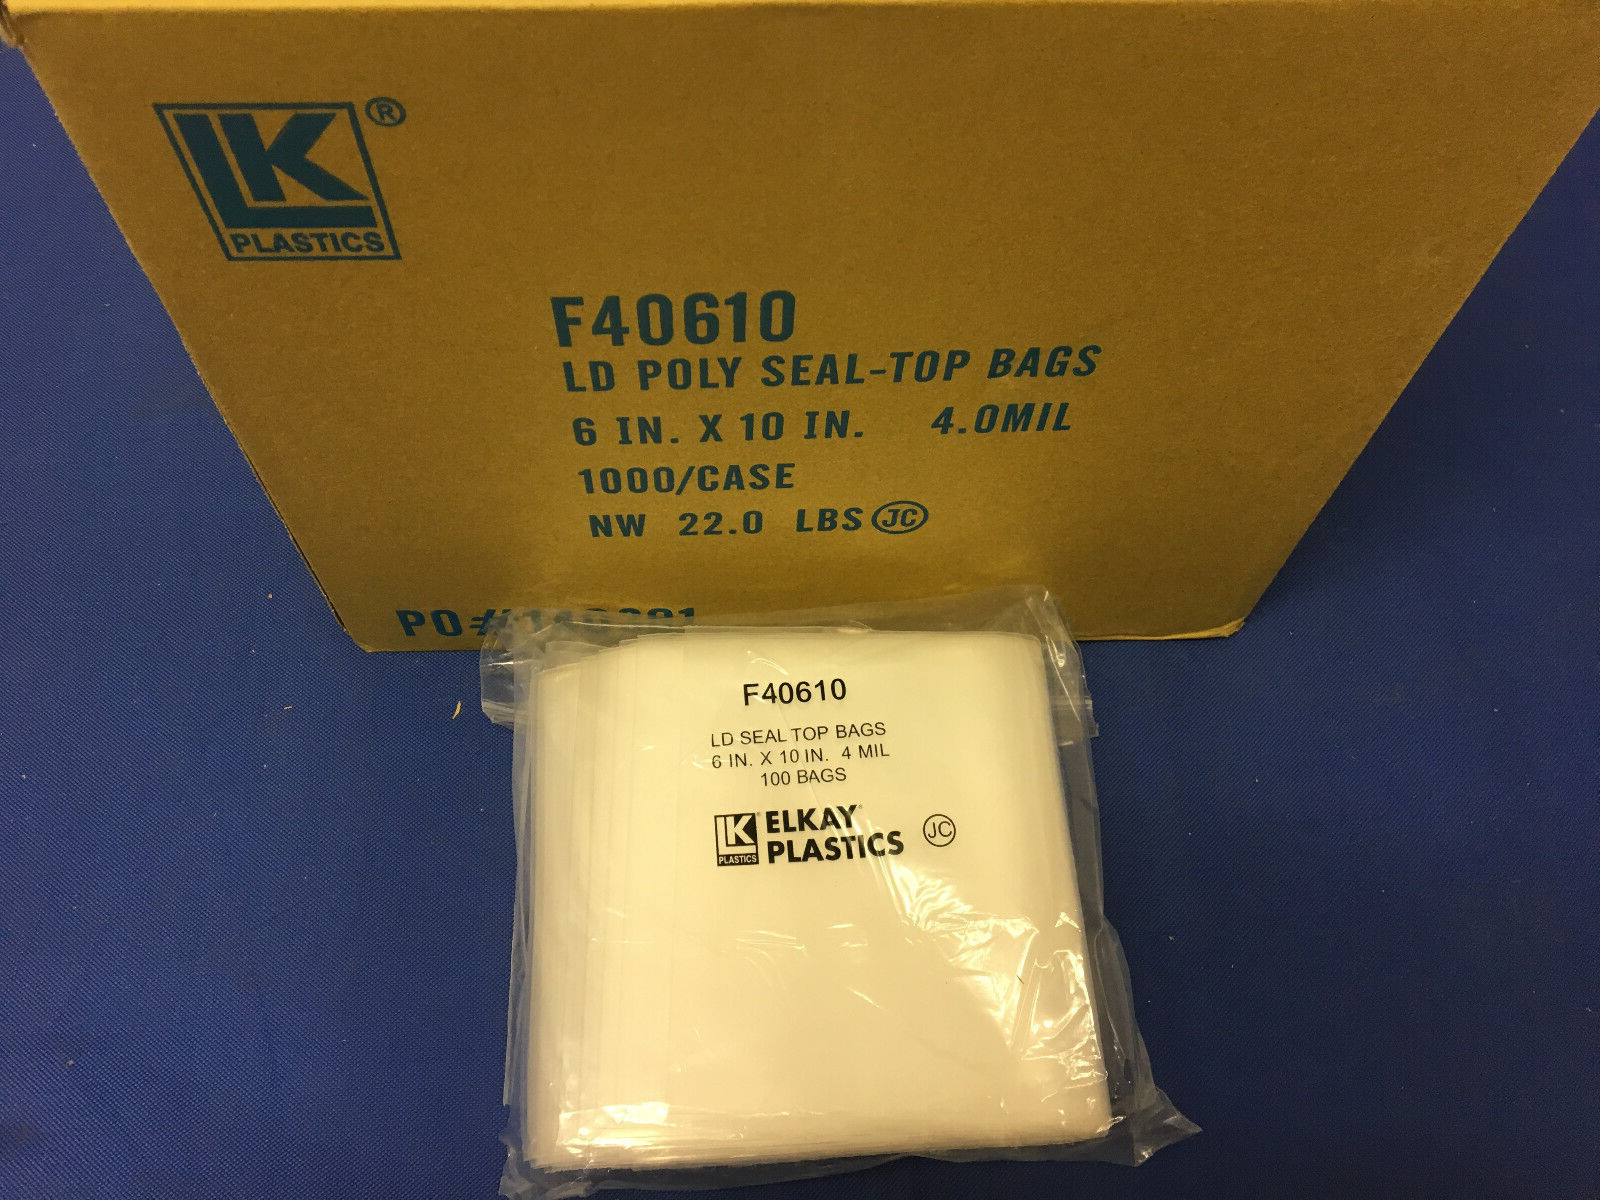 LK ®
PLASTICS
F40610
LD POLY SEAL-TOP BAGS
6 IN. X 10 IN. 4.0MIL
1000/CASE
NW 22.0 LBS JC
PO#
F40610
LD SEAL TOP BAGS
6 IN. X 10 IN. 4 MIL
100 BAGS
LK PLASTICS
ELKAY®
PLASTICS JC